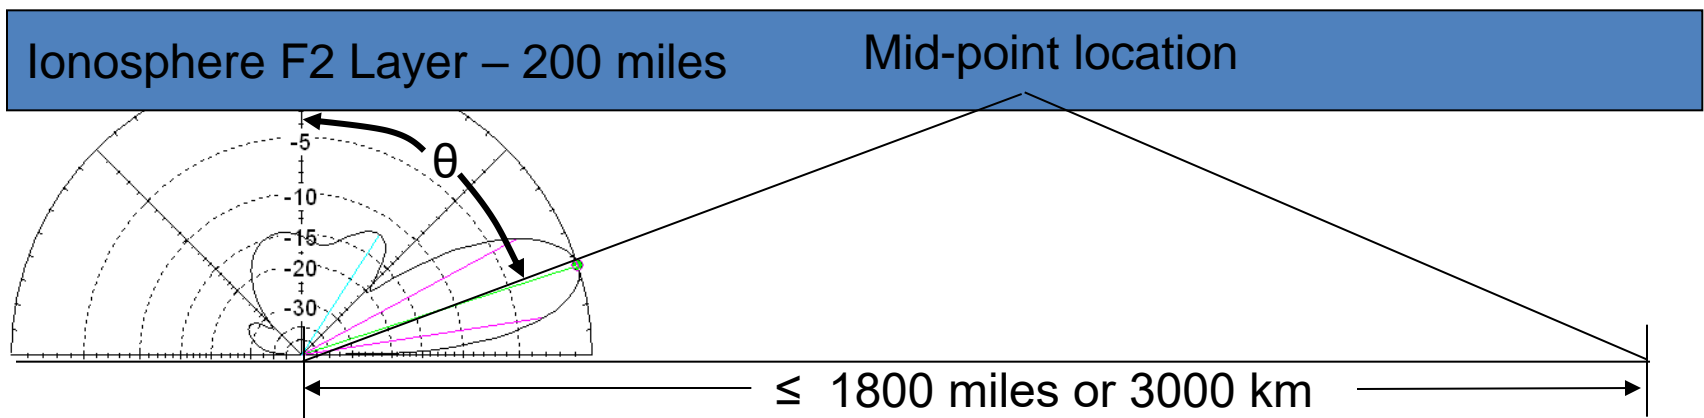 Ionosphere F2 Layer – 200 miles
Mid-point location
θ
-5
-10
-15
-20
-30
≤ 1800 miles or 3000 km